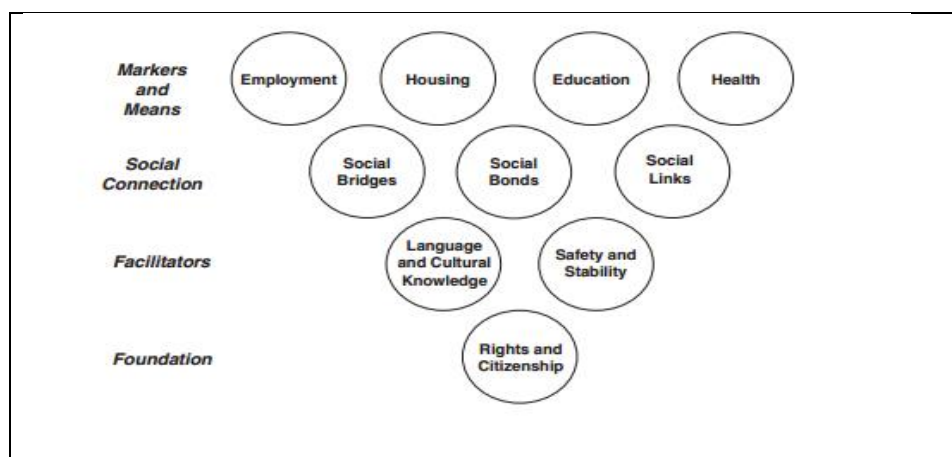 Markers
and
Means
Employment
Housing
Education
Health
Social
Connection
Social
Bridges
Social
Bonds
Social
Links
Facilitators
Language
and Cultural
Knowledge
Safety and
Stability
Foundation
Rights and
Citizenship